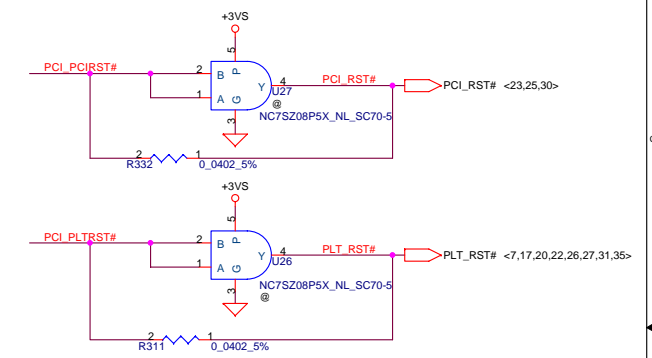 +3VS
5
PCI_PCIRST#
2
B
P
Y
4
PCI_RST#
PCI_RST# <23,25,30>
1
A
G
U27
@
3
NC7SZ08P5X_NL_SC70-5
2
1
R332
0_0402_5%
+3VS
5
PCI_PLTRST#
2
B
P
Y
4
PLT_RST#
PLT_RST# <7,17,20,22,26,27,31,35>
1
A
G
U26
3
NC7SZ08P5X_NL_SC70-5
@
2
1
R311
0_0402_5%